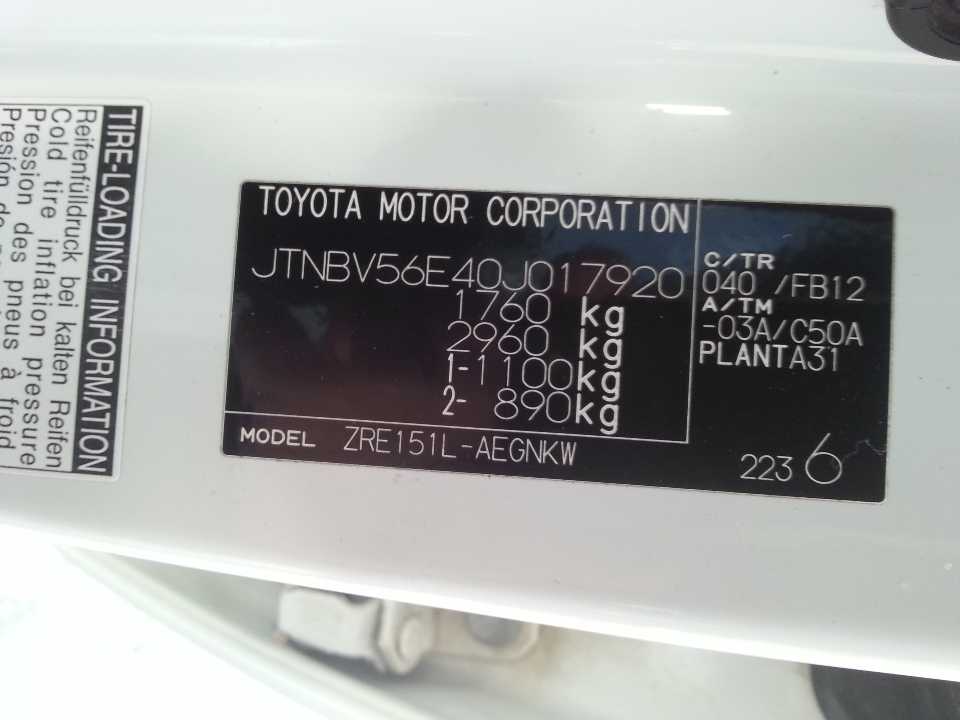 TOYOTA MOTOR CORPORATION
JTNBV56E40J017920
1760 kg
2960 kg
1-1100kg
2- 890kg
MODEL ZRE151L-AEGNKW
C/TR
040 /FB12
A/TM
-03A/C50A
PLANTA31
223 6
TIRE-LOADING INFORMATION
Reifenfülldruck bei kalten Reifen
Cold tire inflation pressure
Pression des pneus à froid
Presión de